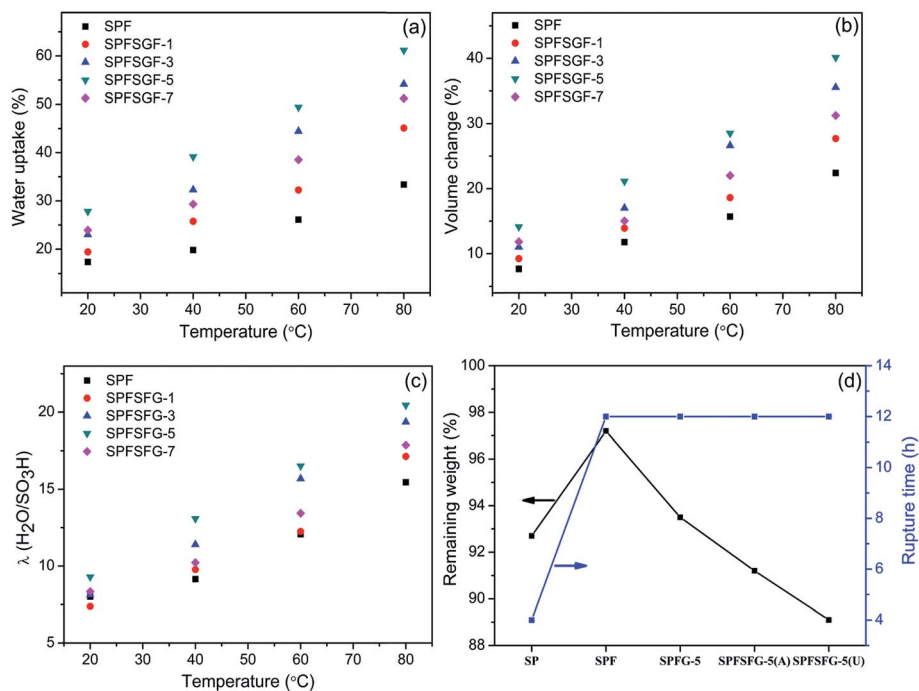 (a)
SPF
SPFSGF-1
SPFSGF-3
SPFSGF-5
SPFSGF-7
Water uptake (%)
60
50
40
30
20
20 30 40 50 60 70 80
Temperature (°C)
(b)
SPF
SPFSGF-1
SPFSGF-3
SPFSGF-5
SPFSGF-7
Volume change (%)
40
30
20
10
20 30 40 50 60 70 80
Temperature (°C)
(c)
SPF
SPFSFG-1
SPFSFG-3
SPFSFG-5
SPFSFG-7
λ (H₂O/SO₃H)
20
15
10
5
20 30 40 50 60 70 80
Temperature (°C)
(d)
Remaining weight (%)
100
98
96
94
92
90
88
Rupture time (h)
14
12
10
8
6
4
SP SPF SPFG-5 SPFSFG-5(A) SPFSFG-5(U)